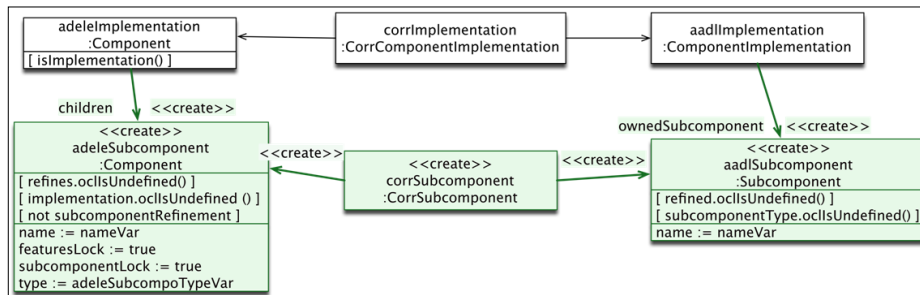 adeleImplementation
:Component
[ isImplementation() ]
corrImplementation
:CorrComponentImplementation
aadlImplementation
:ComponentImplementation
children <<create>>
<<create>>
adeleSubcomponent
:Component
[ refines.oclIsUndefined() ]
[ implementation.oclIsUndefined () ]
[ not subcomponentRefinement ]
name := nameVar
featuresLock := true
subcomponentLock := true
type := adeleSubcompoTypeVar
<<create>>
<<create>>
corrSubcomponent
:CorrSubcomponent
<<create>>
ownedSubcomponent <<create>>
<<create>>
aadlSubcomponent
:Subcomponent
[ refined.oclIsUndefined() ]
[ subcomponentType.oclIsUndefined() ]
name := nameVar